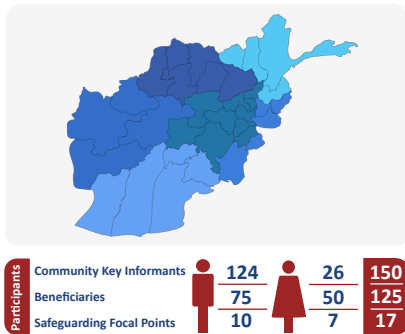 Participants
Community Key Informants 124 26 150
Beneficiaries 75 50 125
Safeguarding Focal Points 10 7 17